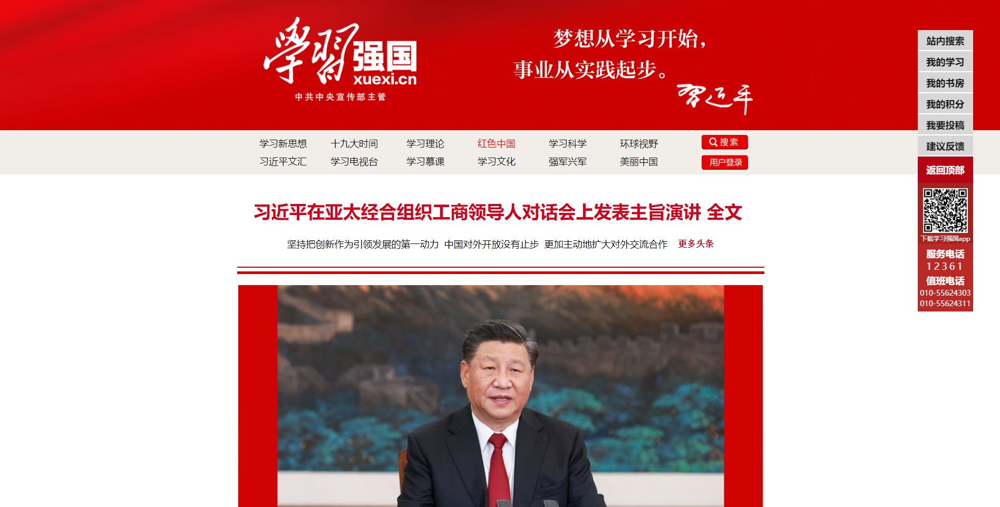 學習强国
xuexi.cn
中共中央宣传部主管
梦想从学习开始，
事业从实践起步。
习近平
学习新思想 十九大时间 学习理论 红色中国 学习科学 环球视野 搜索
习近平文汇 学习电视台 学习慕课 学习文化 强军兴军 美丽中国 用户登录
习近平在亚太经合组织工商领导人对话会上发表主旨演讲 全文
坚持把创新作为引领发展的第一动力 中国对外开放没有止步 更加主动地扩大对外交流合作 更多头条
站内搜索
我的学习
我的书房
我的积分
我要投稿
建议反馈
返回顶部
下载学习强国app
服务电话
12361
值班电话
010-55624303
010-55624311